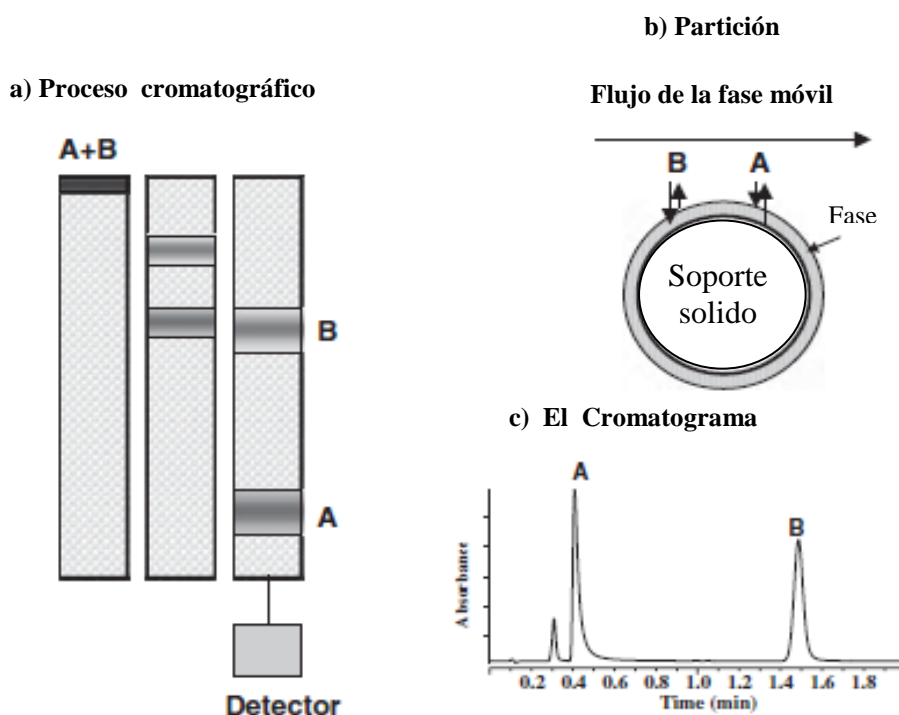 b) Partición
a) Proceso cromatográfico
Flujo de la fase móvil
A+B
B A
Fase
Soporte
solido
B
A
Detector
c) El Cromatograma
A
B
Absorbance
0.2 0.4 0.6 0.8 1.0 1.2 1.4 1.6 1.8
Time (min)